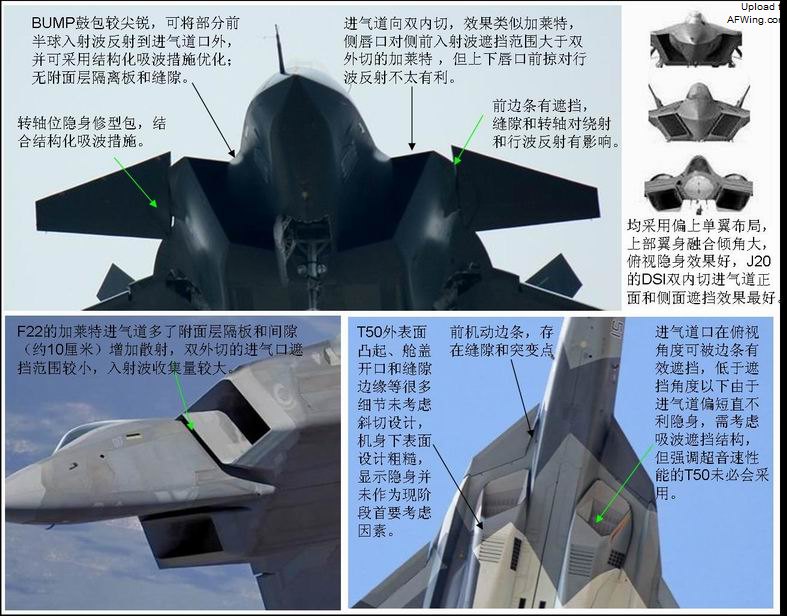 Upload t
AFWing.co
BUMP鼓包较尖锐，可将部分前
半球入射波反射到进气道口外，
并可采用结构化吸波措施优化；
无附面层隔离板和缝隙。
进气道向双内切，效果类似加莱特，
侧唇口对侧前入射波遮挡范围大于双
外切的加莱特，但上下唇口前掠对行
波反射不太有利。
转轴位隐身修型包，结
合结构化吸波措施。
前边条有遮挡，
缝隙和转轴对绕射
和行波反射有影响。
均采用偏上单翼布局，
上部翼身融合倾角大，
俯视隐身效果好，J20
的DSI双内切进气道正
面和侧面遮挡效果最好。
F22的加莱特进气道多了附面层隔板和间隙
（约10厘米）增加散射，双外切的进气口遮
挡范围较小，入射波收集量较大。
T50外表面
凸起、舱盖
开口和缝隙
边缘等很多
细节未考虑
斜切设计，
机身下表面
设计粗糙，
显示隐身并
未作为现阶
段首要考虑
因素。
前机动边条，存
在缝隙和突变点
进气道口在俯视
角度可被边条有
效遮挡，低于遮
挡角度以下由于
进气道偏短直不
利隐身，需考虑
吸波遮挡结构，
但强调超音速性
能的T50未必会采
用。